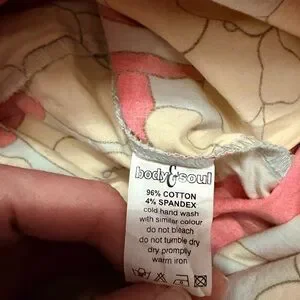 body & soul
96% COTTON
4% SPANDEX
cold hand wash
with similar colour
do not bleach
do not tumble dry
dry promptly
warm iron